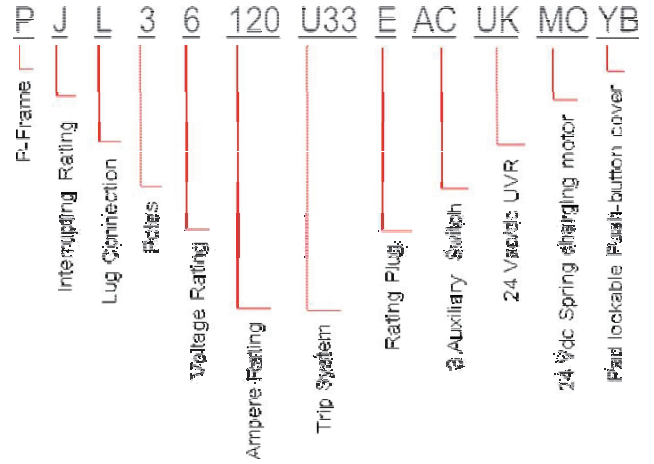 P J L 3 6 120 U33 E AC UK MO YB
P-Frame
Interrupting Rating
Lug Connection
Poles
Voltage Rating
Ampere Rating
Trip System
Rating Plug
Auxiliary Switch
24 Vac/dc UVR
24 Vdc Spring charging motor
Pad lockable Push-button cover